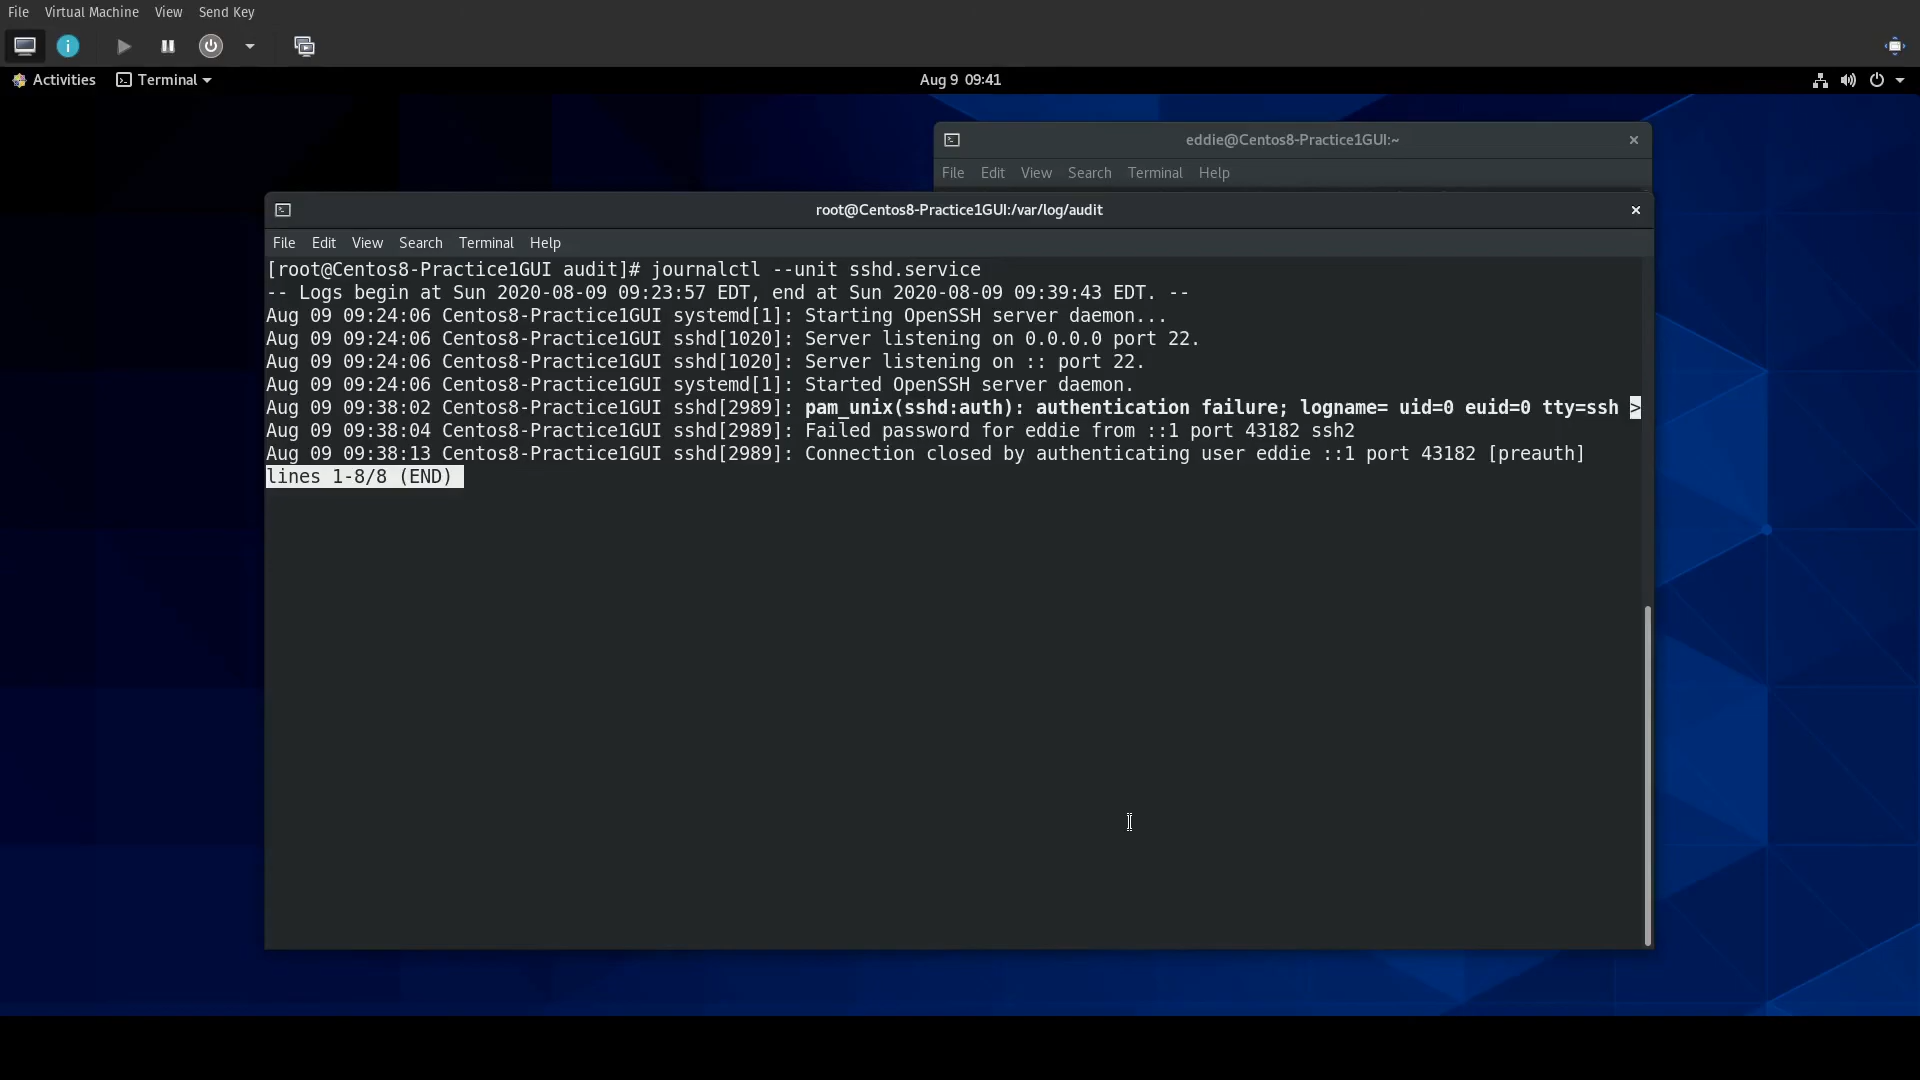 File Virtual Machine View Send Key
Activities Terminal Aug 9 09:41
eddie@Centos8-Practice1GUI:~
File Edit View Search Terminal Help
root@Centos8-Practice1GUI:/var/log/audit
File Edit View Search Terminal Help
[root@Centos8-Practice1GUI audit]# journalctl --unit sshd.service
-- Logs begin at Sun 2020-08-09 09:23:57 EDT, end at Sun 2020-08-09 09:39:43 EDT. --
Aug 09 09:24:06 Centos8-Practice1GUI systemd[1]: Starting OpenSSH server daemon...
Aug 09 09:24:06 Centos8-Practice1GUI sshd[1020]: Server listening on 0.0.0.0 port 22.
Aug 09 09:24:06 Centos8-Practice1GUI sshd[1020]: Server listening on :: port 22.
Aug 09 09:24:06 Centos8-Practice1GUI systemd[1]: Started OpenSSH server daemon.
Aug 09 09:38:02 Centos8-Practice1GUI sshd[2989]: pam_unix(sshd:auth): authentication failure; logname= uid=0 euid=0 tty=ssh >
Aug 09 09:38:04 Centos8-Practice1GUI sshd[2989]: Failed password for eddie from ::1 port 43182 ssh2
Aug 09 09:38:13 Centos8-Practice1GUI sshd[2989]: Connection closed by authenticating user eddie ::1 port 43182 [preauth]
lines 1-8/8 (END)